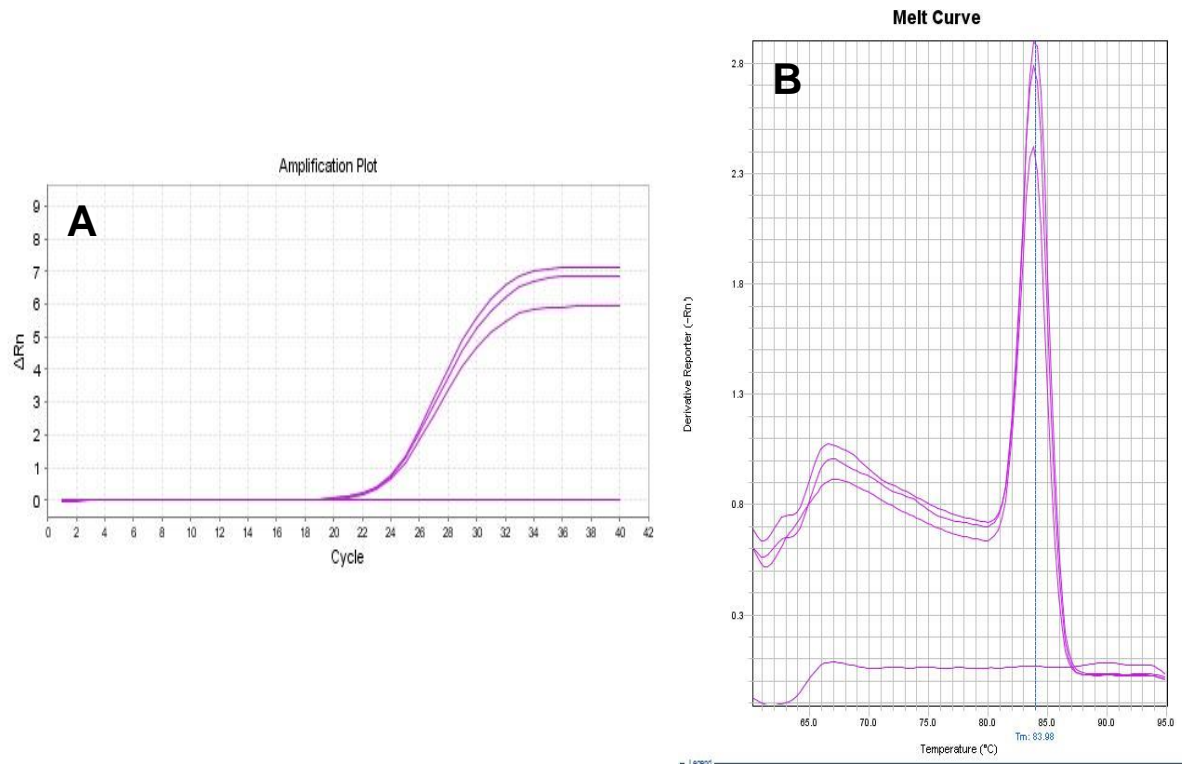 Amplification Plot
A
ΔRn
9
8
7
6
5
4
3
2
1
0
0 2 4 6 8 10 12 14 16 18 20 22 24 26 28 30 32 34 36 38 40 42
Cycle
Melt Curve
B
Derivative Reporter (-Rn')
2.8
2.3
1.8
1.3
0.8
0.3
65.0 70.0 75.0 80.0 85.0 90.0 95.0
Tm: 83.98
Temperature (°C)
Legend